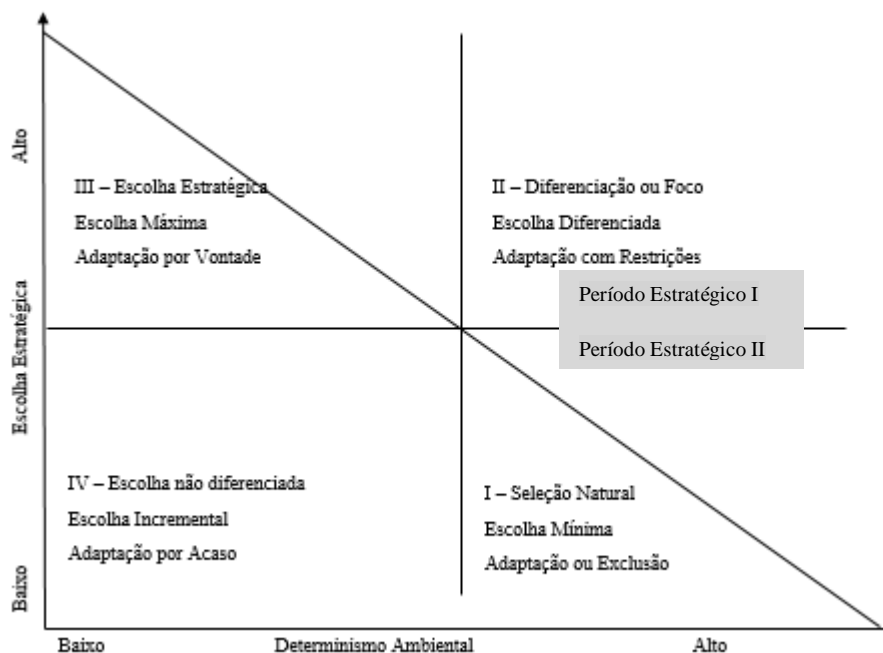 Alto
III – Escolha Estratégica
Escolha Máxima
Adaptação por Vontade
II – Diferenciação ou Foco
Escolha Diferenciada
Adaptação com Restrições
Período Estratégico I
Período Estratégico II
Escolha Estratégica
IV – Escolha não diferenciada
Escolha Incremental
Adaptação por Acaso
I – Seleção Natural
Escolha Mínima
Adaptação ou Exclusão
Baixo
Baixo
Determinismo Ambiental
Alto